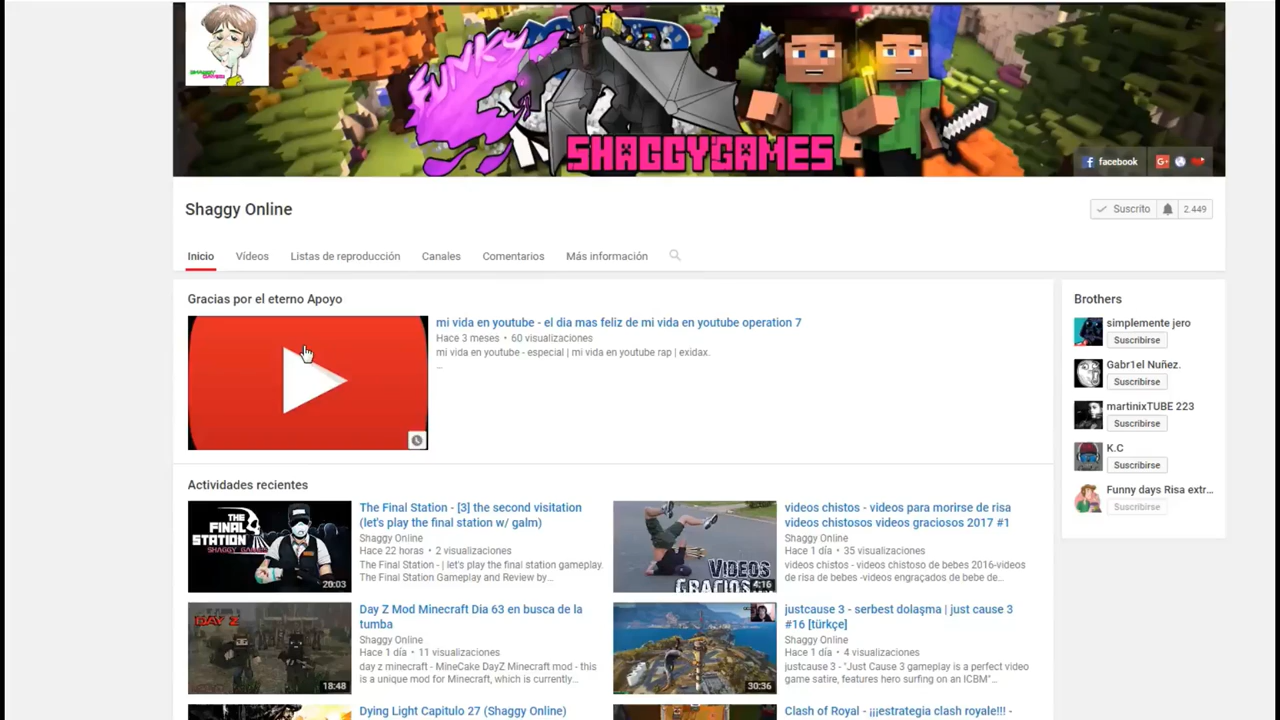 SHAGGY
GAMES
SHAGGYGAMES
facebook
Shaggy Online
Suscrito
2.449
Inicio
Vídeos
Listas de reproducción
Canales
Comentarios
Más información
Gracias por el eterno Apoyo
mi vida en youtube - el dia mas feliz de mi vida en youtube operation 7
Hace 3 meses • 60 visualizaciones
mi vida en youtube - especial | mi vida en youtube rap | exidax.
...
Brothers
simplemente jero
Suscribirse
Gabr1el Nuñez.
Suscribirse
martinixTUBE 223
Suscribirse
K.C
Suscribirse
Funny days Risa extr...
Suscribirse
Actividades recientes
THE
FINAL
STATION
SHAGGY GAMES
20:03
The Final Station - [3] the second visitation
(let's play the final station w/ galm)
Shaggy Online
Hace 22 horas • 2 visualizaciones
The Final Station - | let's play the final station gameplay.
The Final Station Gameplay and Review by...
VIDEOS
GRACIOS
4:16
videos chistos - videos para morirse de risa
videos chistosos videos graciosos 2017 #1
Shaggy Online
Hace 1 día • 35 visualizaciones
videos chistos - videos chistoso de bebes 2016-videos
de risa de bebes -videos engraçados de bebe de...
DAY Z
18:48
Day Z Mod Minecraft Dia 63 en busca de la
tumba
Shaggy Online
Hace 1 día • 11 visualizaciones
day z minecraft - MineCake DayZ Minecraft mod - this
is a unique mod for Minecraft, which is currently...
30:36
justcause 3 - serbest dolaşma | just cause 3
#16 [türkçe]
Shaggy Online
Hace 1 día • 4 visualizaciones
justcause 3 - "Just Cause 3 gameplay is a perfect video
game satire, features hero surfing on an ICBM"...
Dying Light Capitulo 27 (Shaggy Online)
Clash of Royal - ¡¡¡estrategia clash royale!!! -